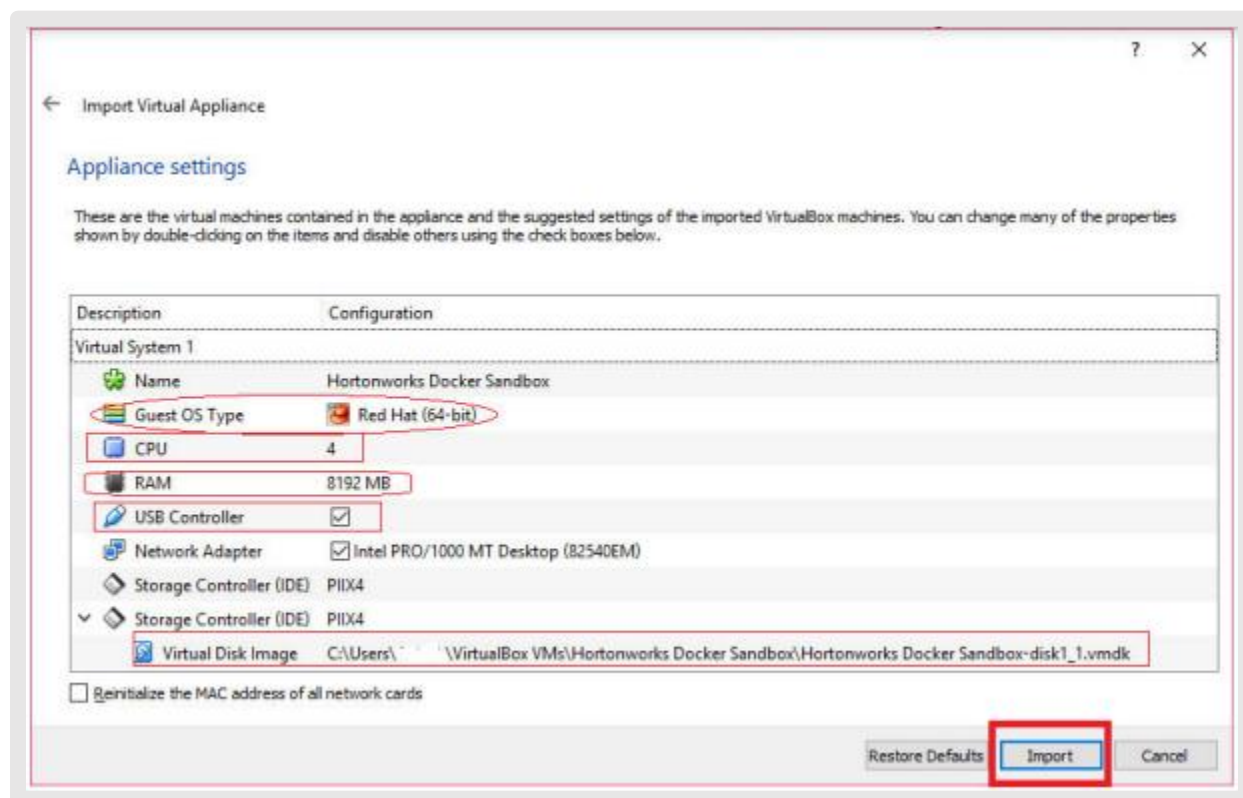 ?
Import Virtual Appliance
Appliance settings
These are the virtual machines contained in the appliance and the suggested settings of the imported VirtualBox machines. You can change many of the properties
shown by double-clicking on the items and disable others using the check boxes below.
Description Configuration
Virtual System 1
Name Hortonworks Docker Sandbox
Guest OS Type Red Hat (64-bit)
CPU 4
RAM 8192 MB
USB Controller
Network Adapter Intel PRO/1000 MT Desktop (82540EM)
Storage Controller (IDE) PIIX4
Storage Controller (IDE) PIIX4
Virtual Disk Image C:\Users\ \VirtualBox VMs\Hortonworks Docker Sandbox\Hortonworks Docker Sandbox-disk1_1.vmdk
Reinitialize the MAC address of all network cards
Restore Defaults Import Cancel